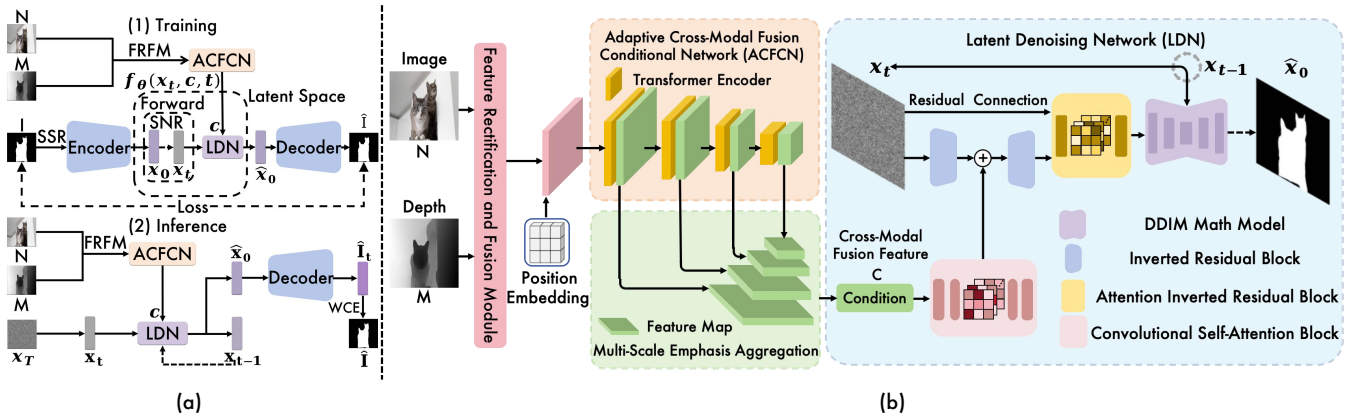 (1) Training
N
M
FRFM
ACFCN
f_θ(x_t, c, t)
Latent Space
Forward
SNR
SSR
Encoder
c
LDN
Decoder
Î
x_0 x_t
x̂_0
Loss
(2) Inference
N
M
FRFM
ACFCN
x̂_0
Decoder
Î_t
WCE
c
LDN
x_T
x_t
x_t-1
Î
(a)
Image
N
Depth
M
Feature Rectification and Fusion Module
Position
Embedding
Adaptive Cross-Modal Fusion
Conditional Network (ACFCN)
Transformer Encoder
Feature Map
Multi-Scale Emphasis Aggregation
Latent Denoising Network (LDN)
x_t
x_t-1
x̂_0
Residual Connection
Cross-Modal
Fusion Feature
C
Condition
DDIM Math Model
Inverted Residual Block
Attention Inverted Residual Block
Convolutional Self-Attention Block
(b)